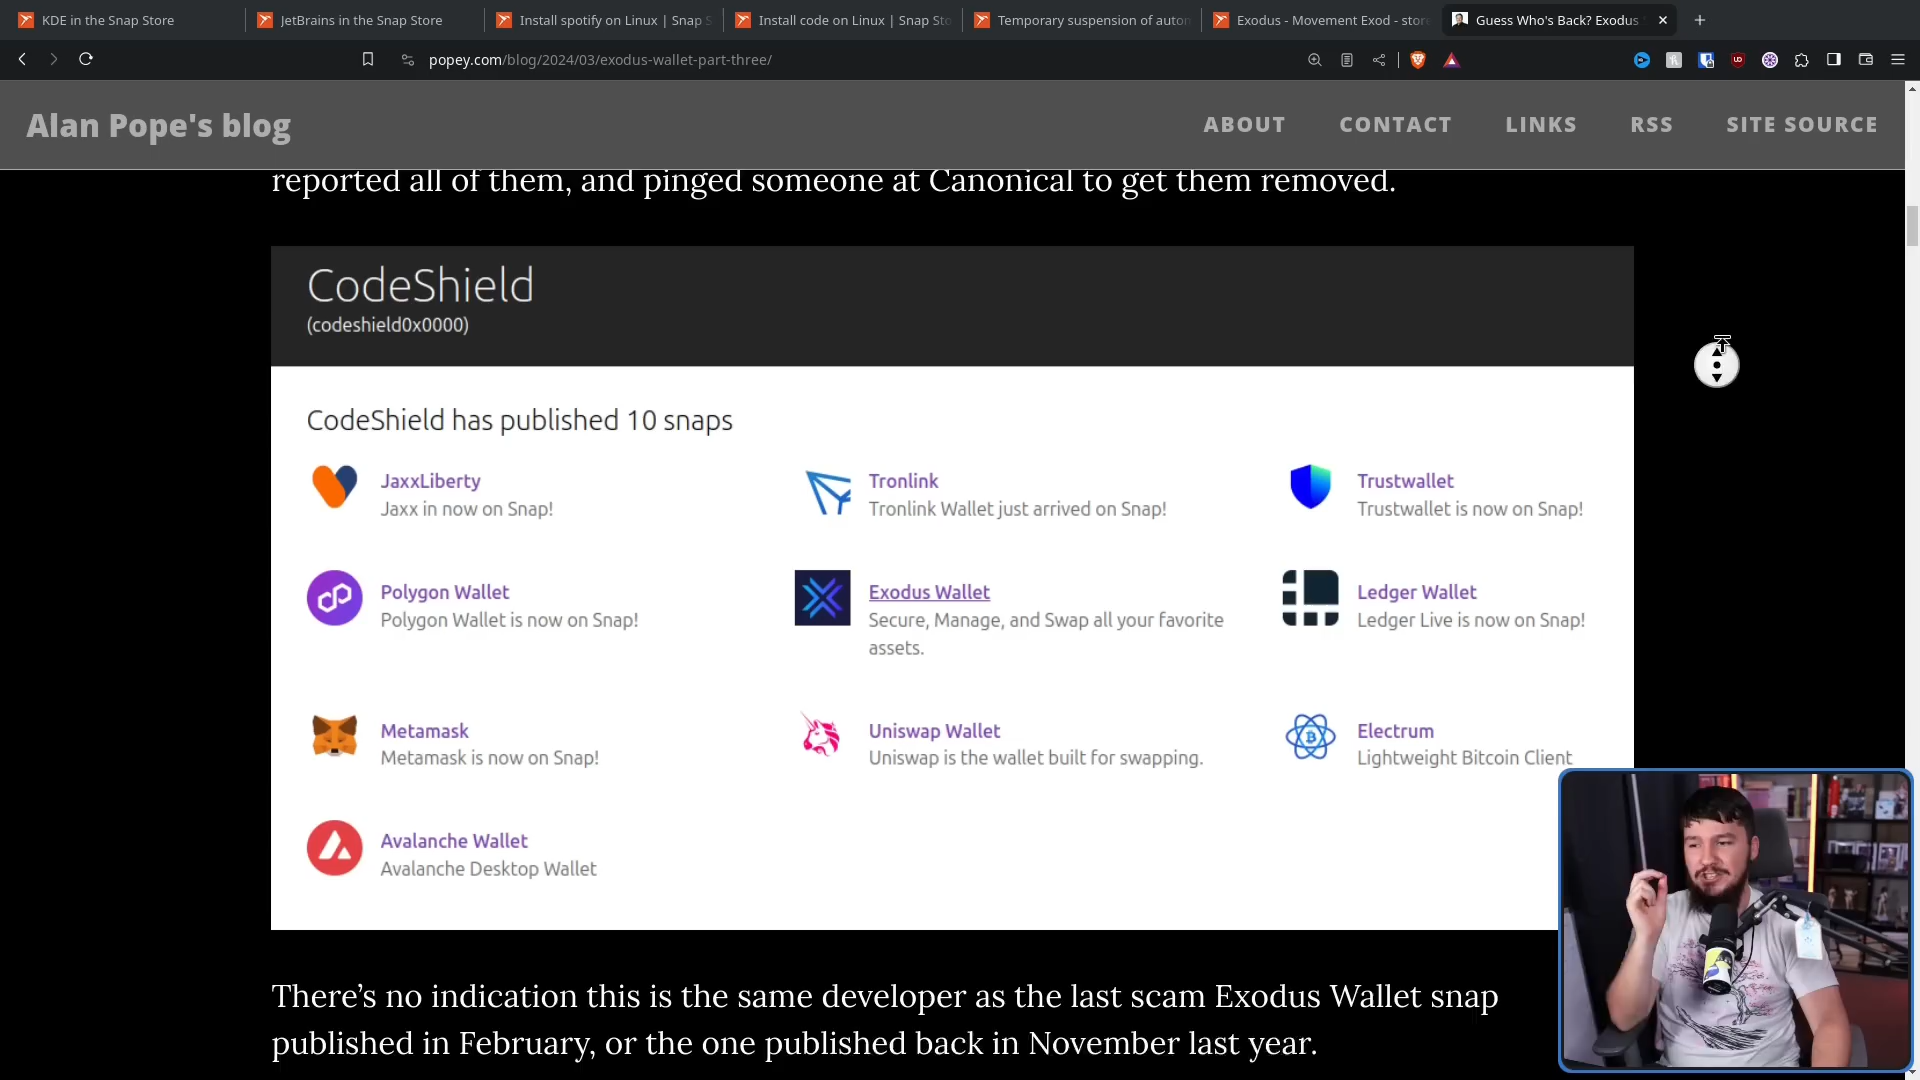 KDE in the Snap Store
JetBrains in the Snap Store
Install spotify on Linux | Snap S
Install code on Linux | Snap Sto
Temporary suspension of autom
Exodus - Movement Exod - store
Guess Who's Back? Exodus
popey.com/blog/2024/03/exodus-wallet-part-three/
Alan Pope's blog
ABOUT
CONTACT
LINKS
RSS
SITE SOURCE
reported all of them, and pinged someone at Canonical to get them removed.
CodeShield
(codeshield0x0000)
CodeShield has published 10 snaps
JaxxLiberty
Jaxx in now on Snap!
Tronlink
Tronlink Wallet just arrived on Snap!
Trustwallet
Trustwallet is now on Snap!
Polygon Wallet
Polygon Wallet is now on Snap!
Exodus Wallet
Secure, Manage, and Swap all your favorite
assets.
Ledger Wallet
Ledger Live is now on Snap!
Metamask
Metamask is now on Snap!
Uniswap Wallet
Uniswap is the wallet built for swapping.
Electrum
Lightweight Bitcoin Client
Avalanche Wallet
Avalanche Desktop Wallet
There’s no indication this is the same developer as the last scam Exodus Wallet snap
published in February, or the one published back in November last year.